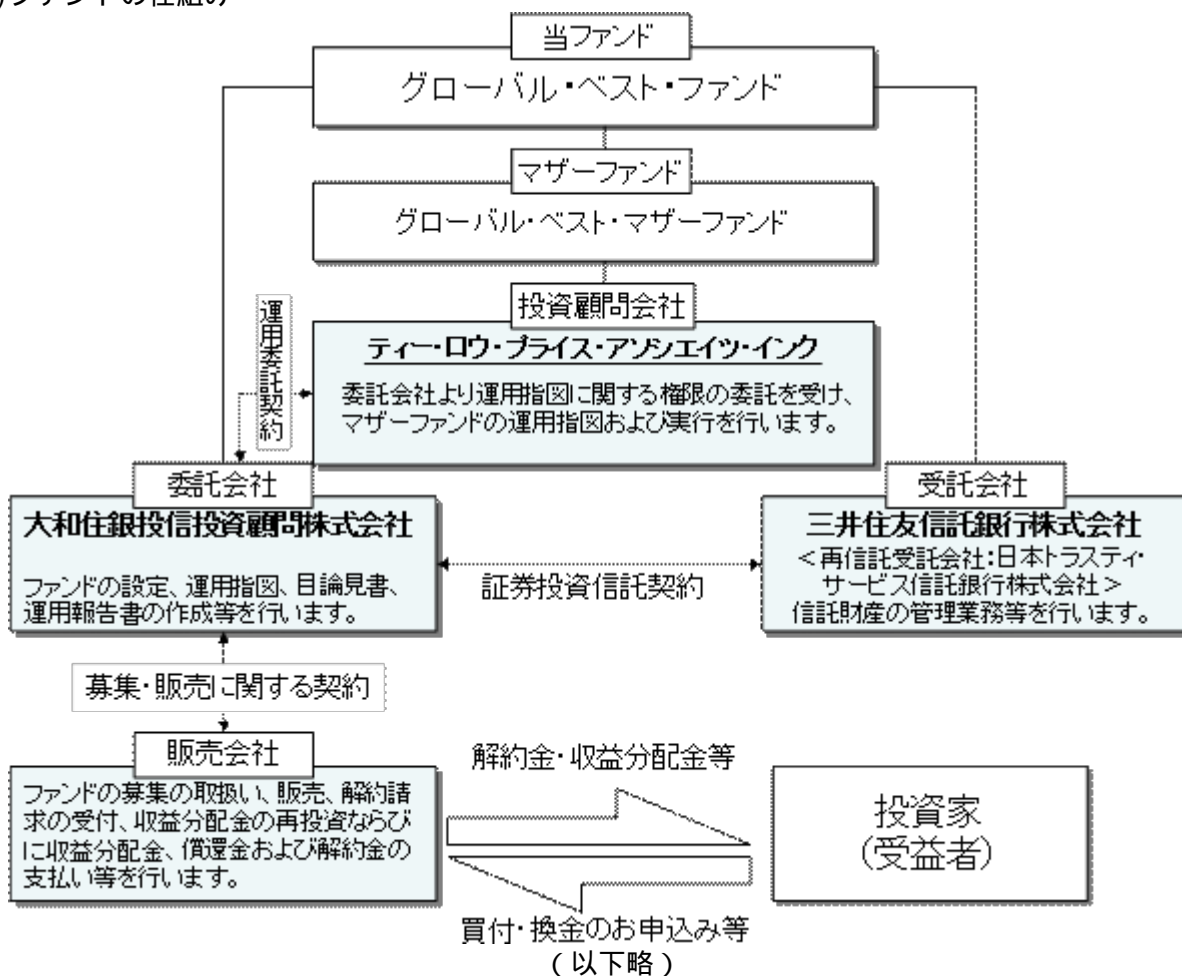 ファンドの仕組み
当ファンド
グローバル・ベスト・ファンド
マザーファンド
グローバル・ベスト・マザーファンド
投資顧問会社
ティー・ロウ・プライス・アソシエイツ・インク
委託会社より運用指図に関する権限の委託を受け、
マザーファンドの運用指図および実行を行います。
運用委託契約
委託会社
大和住銀投信投資顧問株式会社
ファンドの設定、運用指図、目論見書、
運用報告書の作成等を行います。
証券投資信託契約
受託会社
三井住友信託銀行株式会社
<再信託受託会社:日本トラスティ・
サービス信託銀行株式会社>
信託財産の管理業務等を行います。
募集・販売に関する契約
販売会社
ファンドの募集の取扱い、販売、解約請
求の受付、収益分配金の再投資ならび
に収益分配金、償還金および解約金の
支払い等を行います。
解約金・収益分配金等
買付・換金のお申込み等
投資家
(受益者)
(以下略)